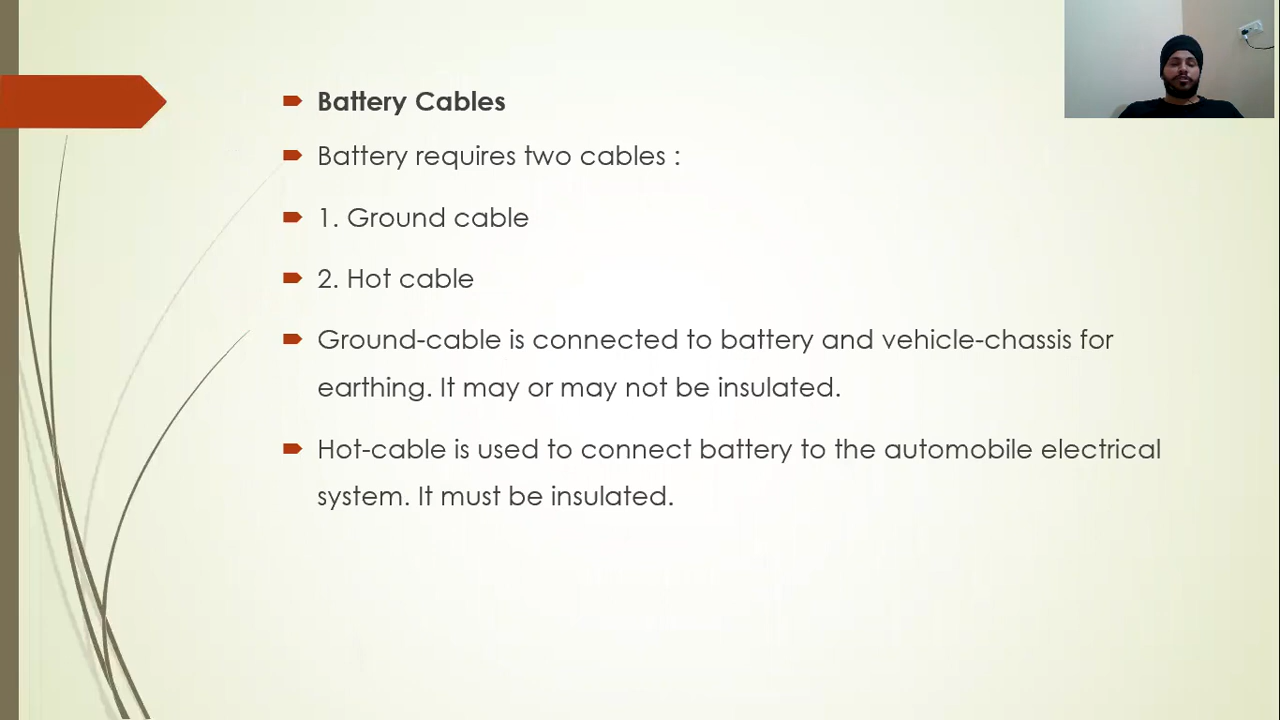 Battery Cables
Battery requires two cables :
1. Ground cable
2. Hot cable
Ground-cable is connected to battery and vehicle-chassis for
earthing. It may or may not be insulated.
Hot-cable is used to connect battery to the automobile electrical
system. It must be insulated.